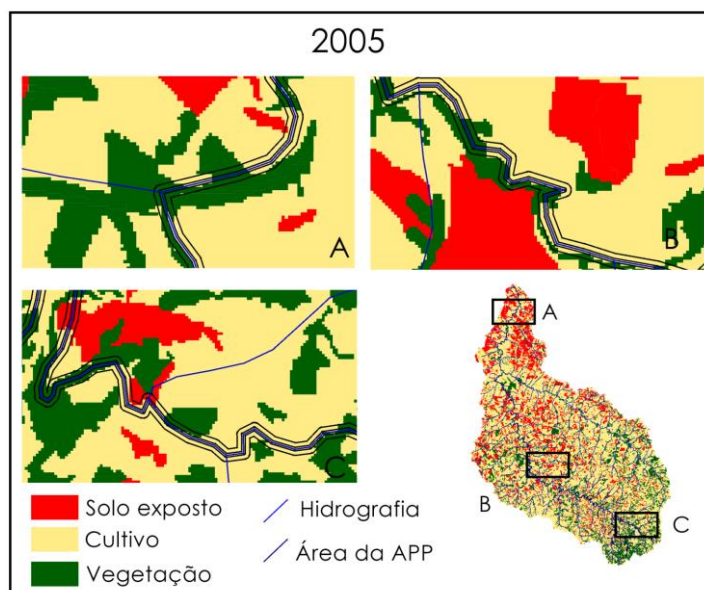 2005
A
B
C
A
B
C
Solo exposto
Cultivo
Vegetação
Hidrografia
Área da APP